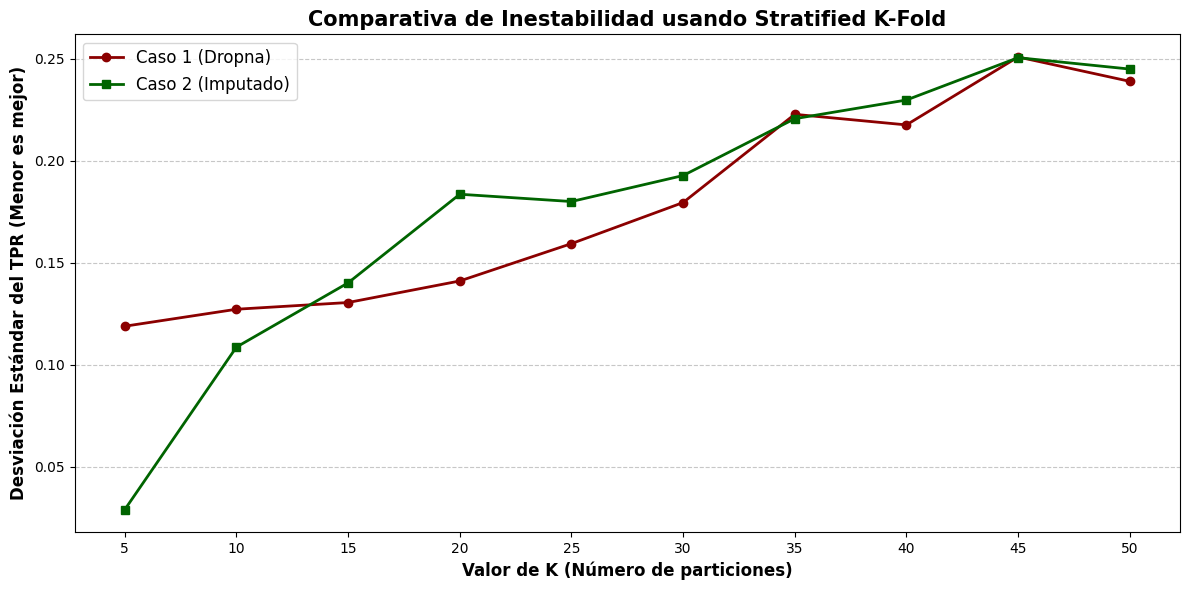 Comparativa de Inestabilidad usando Stratified K-Fold
Caso 1 (Dropna)
Caso 2 (Imputado)
Desviación Estándar del TPR (Menor es mejor)
0.25
0.20
0.15
0.10
0.05
5 10 15 20 25 30 35 40 45 50
Valor de K (Número de particiones)